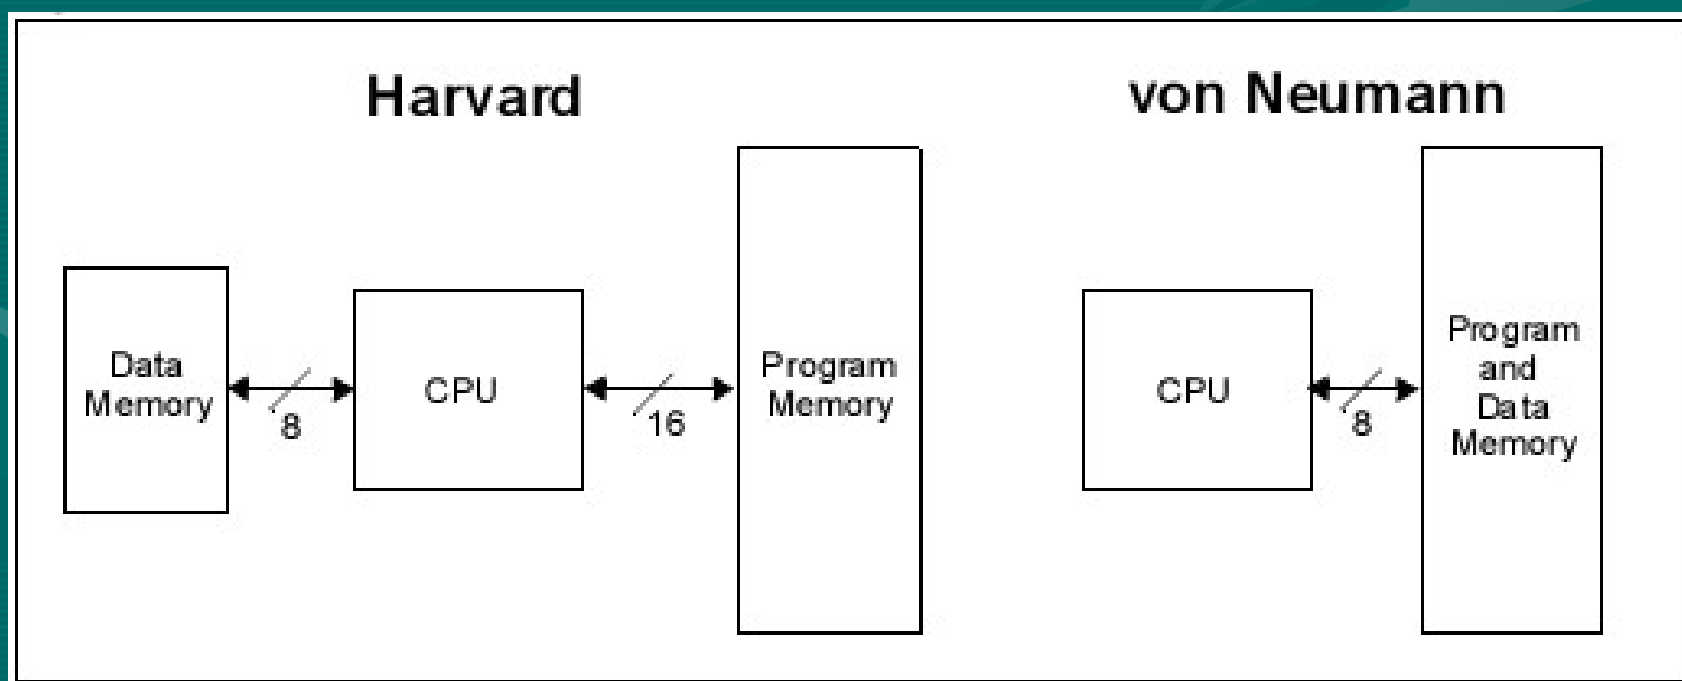 Harvard
von Neumann
Data
Memory
8
CPU
16
Program
Memory
CPU
8
Program
and
Data
Memory